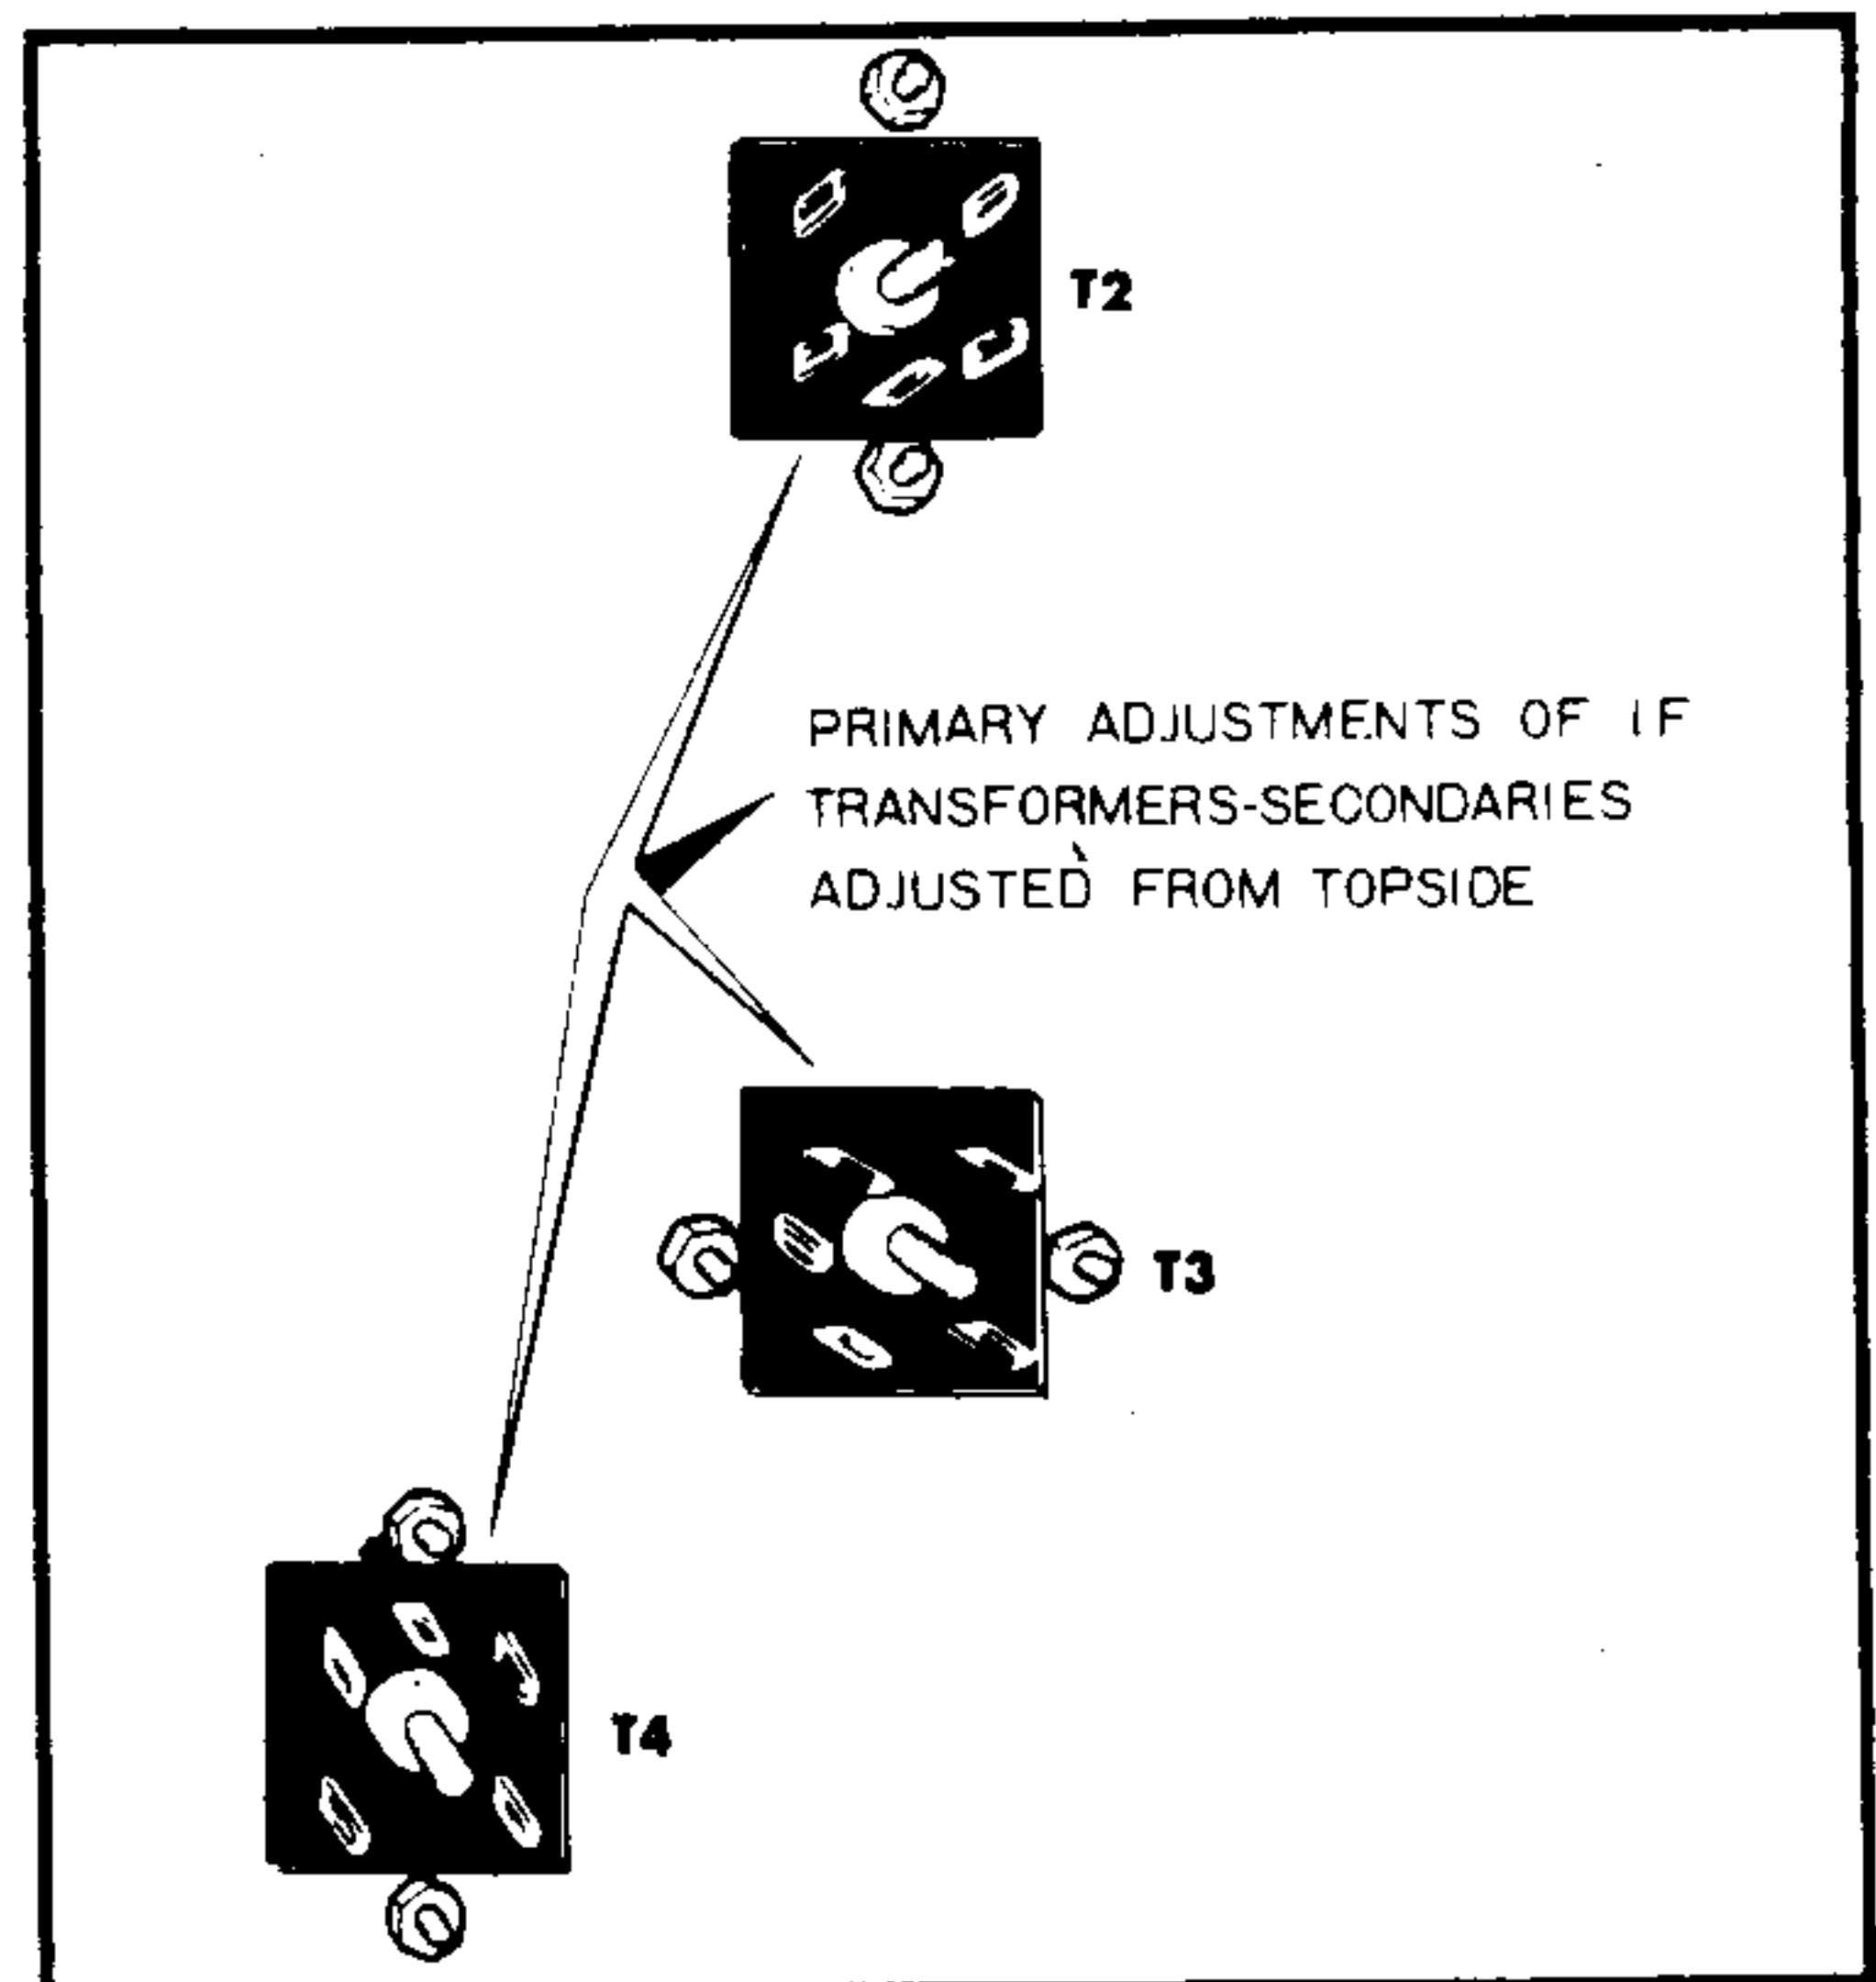 T2
PRIMARY ADJUSTMENTS OF IF
TRANSFORMERS-SECONDARIES
ADJUSTED FROM TOPSIDE
T3
T4